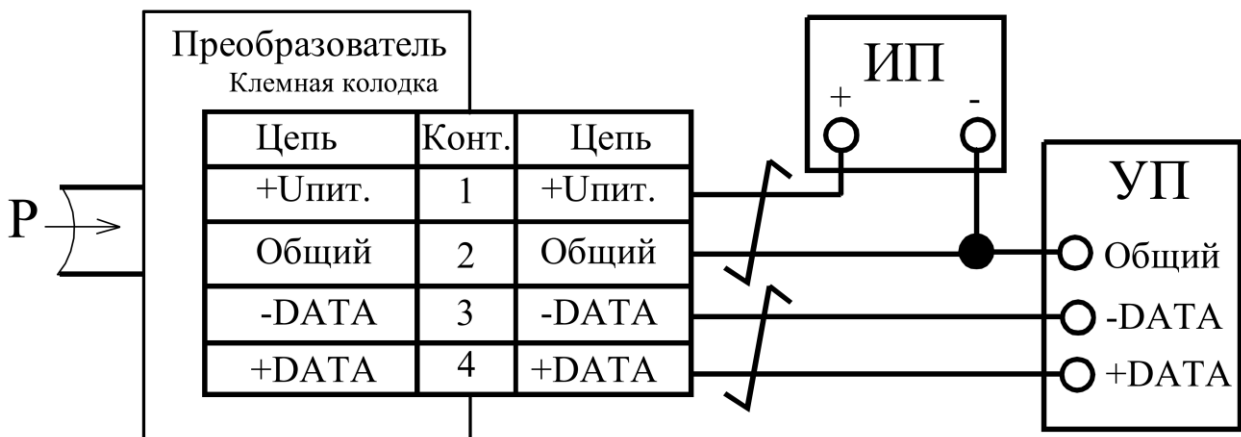 Преобразователь
Клемная колодка
Цепь Конт. Цепь
+Uпит. 1 +Uпит.
Общий 2 Общий
-DATA 3 -DATA
+DATA 4 +DATA
P
ИП
+ -
УП
Общий
-DATA
+DATA